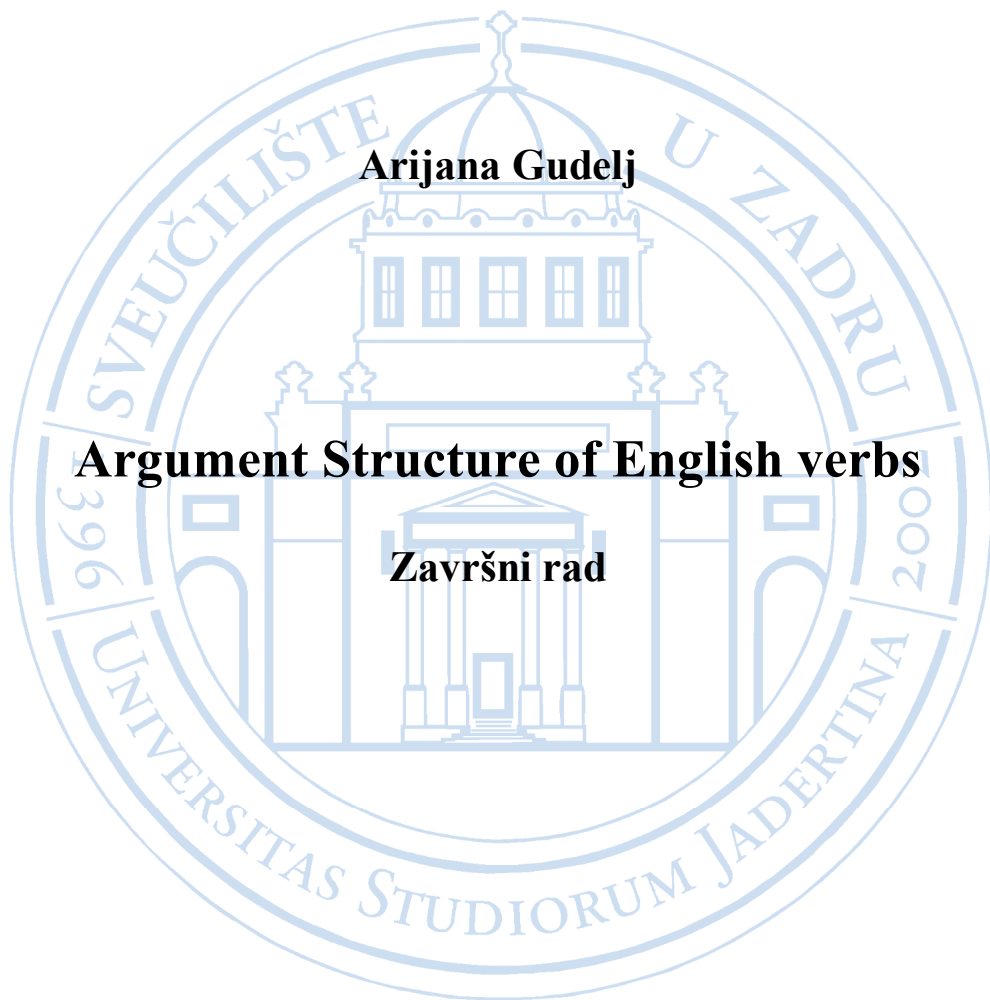 Arijana Gudelj
Argument Structure of English verbs
Završni rad
SVEUČILIŠTE U ZADRU
1396
2002
UNIVERSITAS STUDIORUM JADERTINA